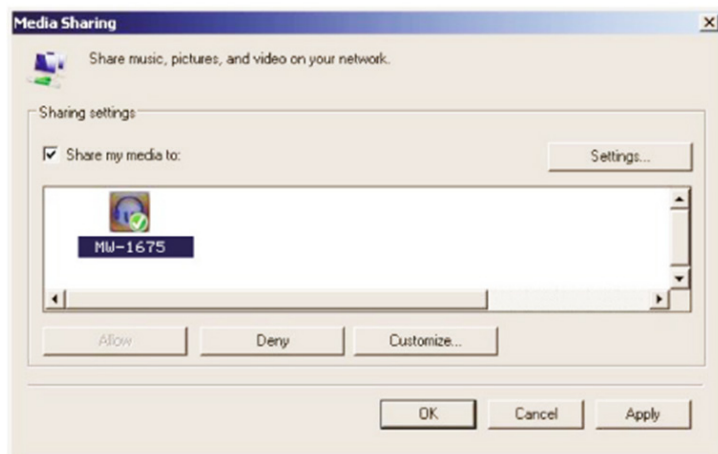 Media Sharing
Share music, pictures, and video on your network.
Sharing settings
Share my media to:
Settings...
MW-1675
Allow
Deny
Customize...
OK
Cancel
Apply